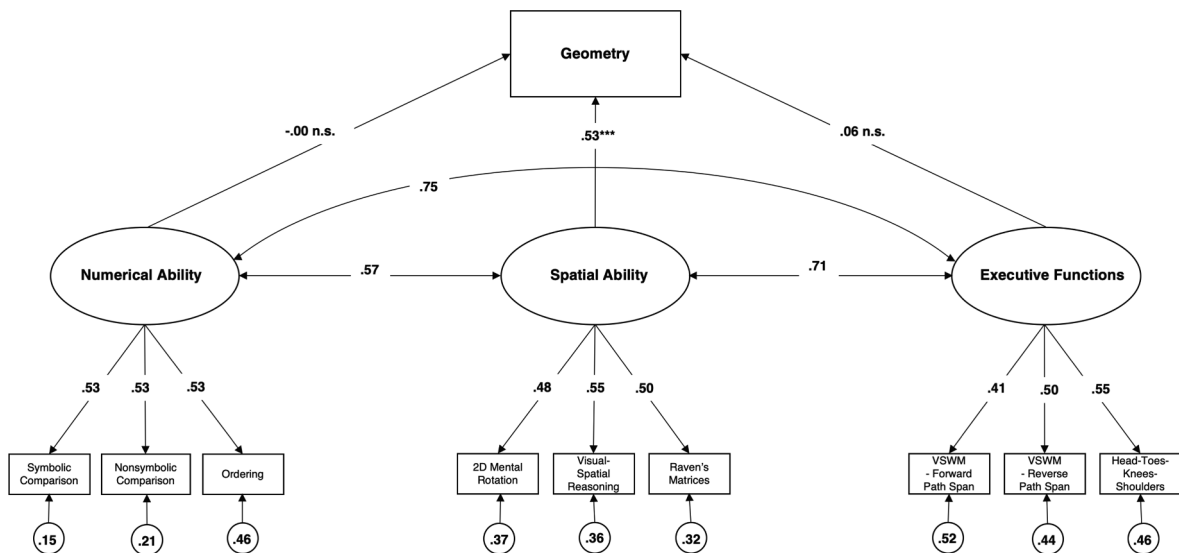 Geometry
-.00 n.s.
.53***
.06 n.s.
.75
Numerical Ability
.57
Spatial Ability
.71
Executive Functions
.53
.53
.53
.48
.55
.50
.41
.50
.55
Symbolic
Comparison
Nonsymbolic
Comparison
Ordering
2D Mental
Rotation
Visual-
Spatial
Reasoning
Raven's
Matrices
VSWM
- Forward
Path Span
VSWM
- Reverse
Path Span
Head-Toes-
Knees-
Shoulders
.15
.21
.46
.37
.36
.32
.52
.44
.46